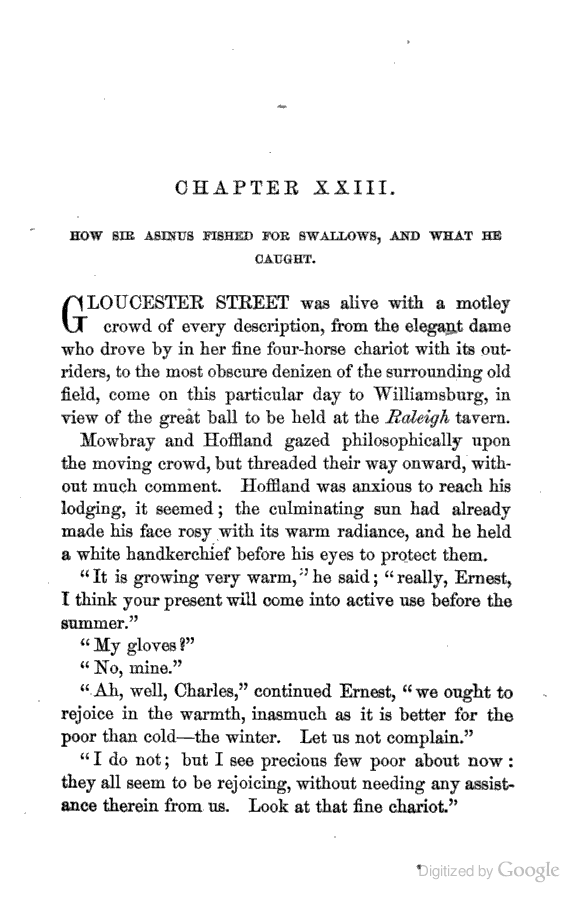 CHAPTER XXIII.
HOW SIR ASINUS FISHED FOR SWALLOWS, AND WHAT HE
CAUGHT.
GLOUCESTER STREET was alive with a motley
crowd of every description, from the elegant dame
who drove by in her fine four-horse chariot with its out-
riders, to the most obscure denizen of the surrounding old
field, come on this particular day to Williamsburg, in
view of the great ball to be held at the Raleigh tavern.
Mowbray and Hoffland gazed philosophically upon
the moving crowd, but threaded their way onward, with-
out much comment. Hoffland was anxious to reach his
lodging, it seemed; the culminating sun had already
made his face rosy with its warm radiance, and he held
a white handkerchief before his eyes to protect them.
"It is growing very warm," he said; "really, Ernest,
I think your present will come into active use before the
summer."
"My gloves?"
"No, mine."
"Ah, well, Charles," continued Ernest, "we ought to
rejoice in the warmth, inasmuch as it is better for the
poor than cold—the winter. Let us not complain."
"I do not; but I see precious few poor about now:
they all seem to be rejoicing, without needing any assist-
ance therein from us. Look at that fine chariot."
Digitized by Google